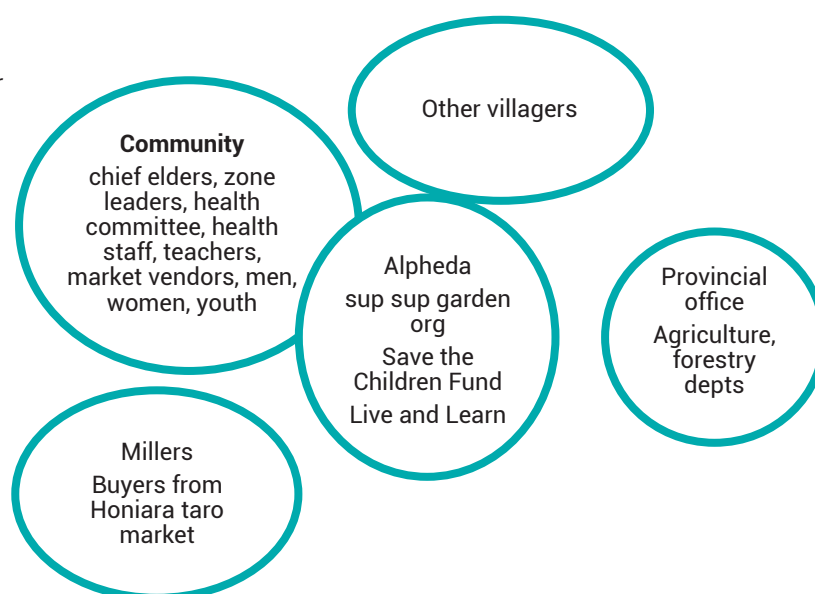 Other villagers
Community
chief elders, zone
leaders, health
committee, health
staff, teachers,
market vendors, men,
women, youth
Alpheda
sup sup garden
org
Save the
Children Fund
Live and Learn
Provincial
office
Agriculture,
forestry
depts
Millers
Buyers from
Honiara taro
market